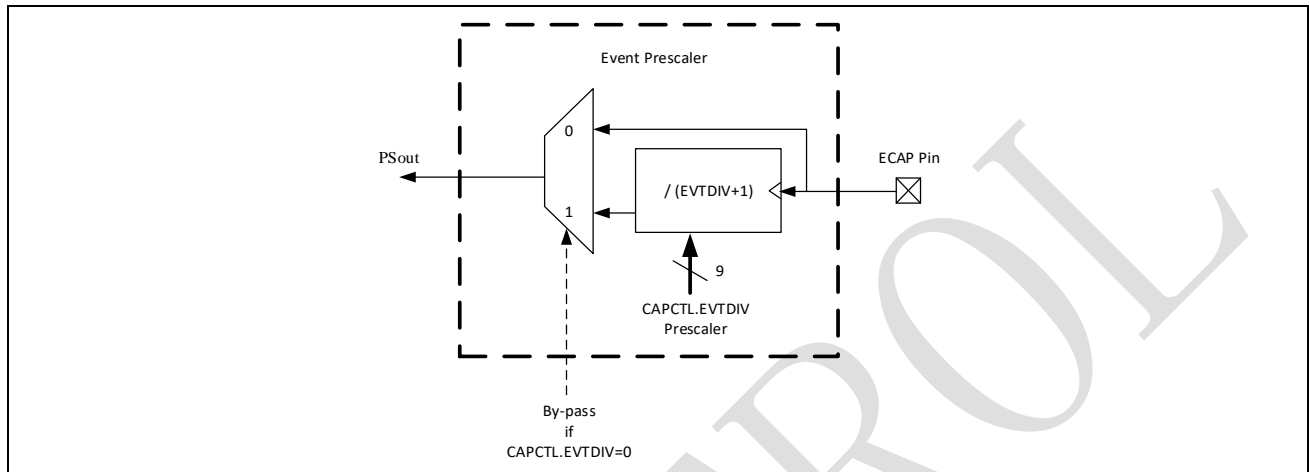 Event Prescaler
0
PSout
ECAP Pin
/ (EVTDIV+1)
1
9
CAPCTL.EVTDIV
Prescaler
By-pass
if
CAPCTL.EVTDIV=0
ROL